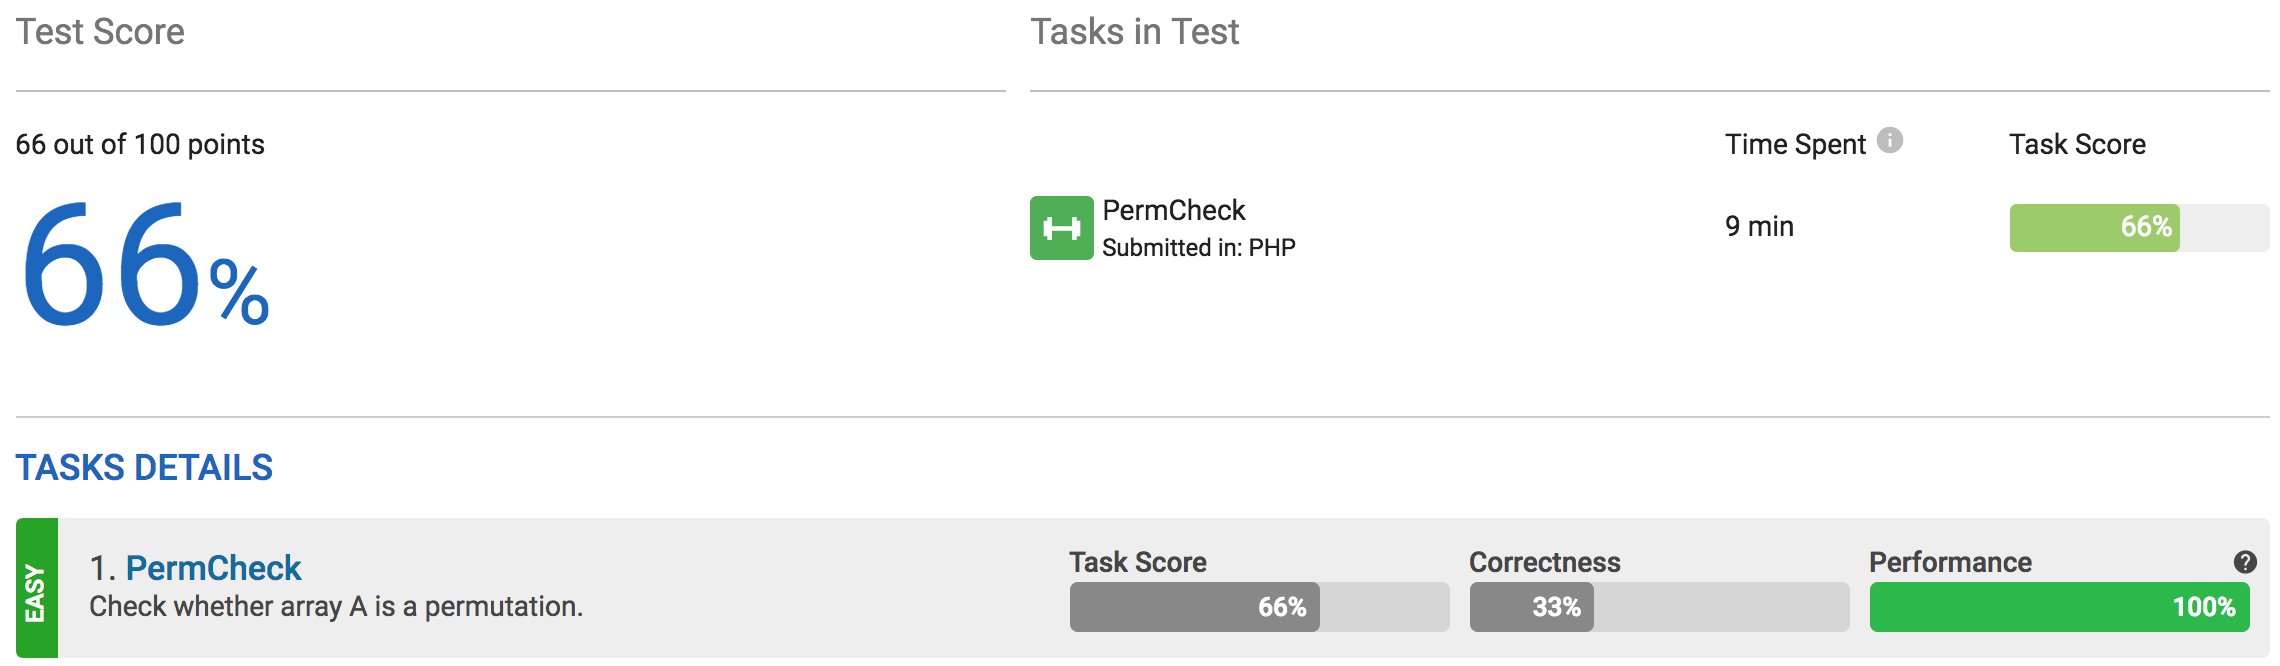 Test Score
66 out of 100 points
66%
Tasks in Test
Time Spent
Task Score
PermCheck
Submitted in: PHP
9 min
66%
TASKS DETAILS
EASY
1. PermCheck
Check whether array A is a permutation.
Task Score
66%
Correctness
33%
Performance
100%